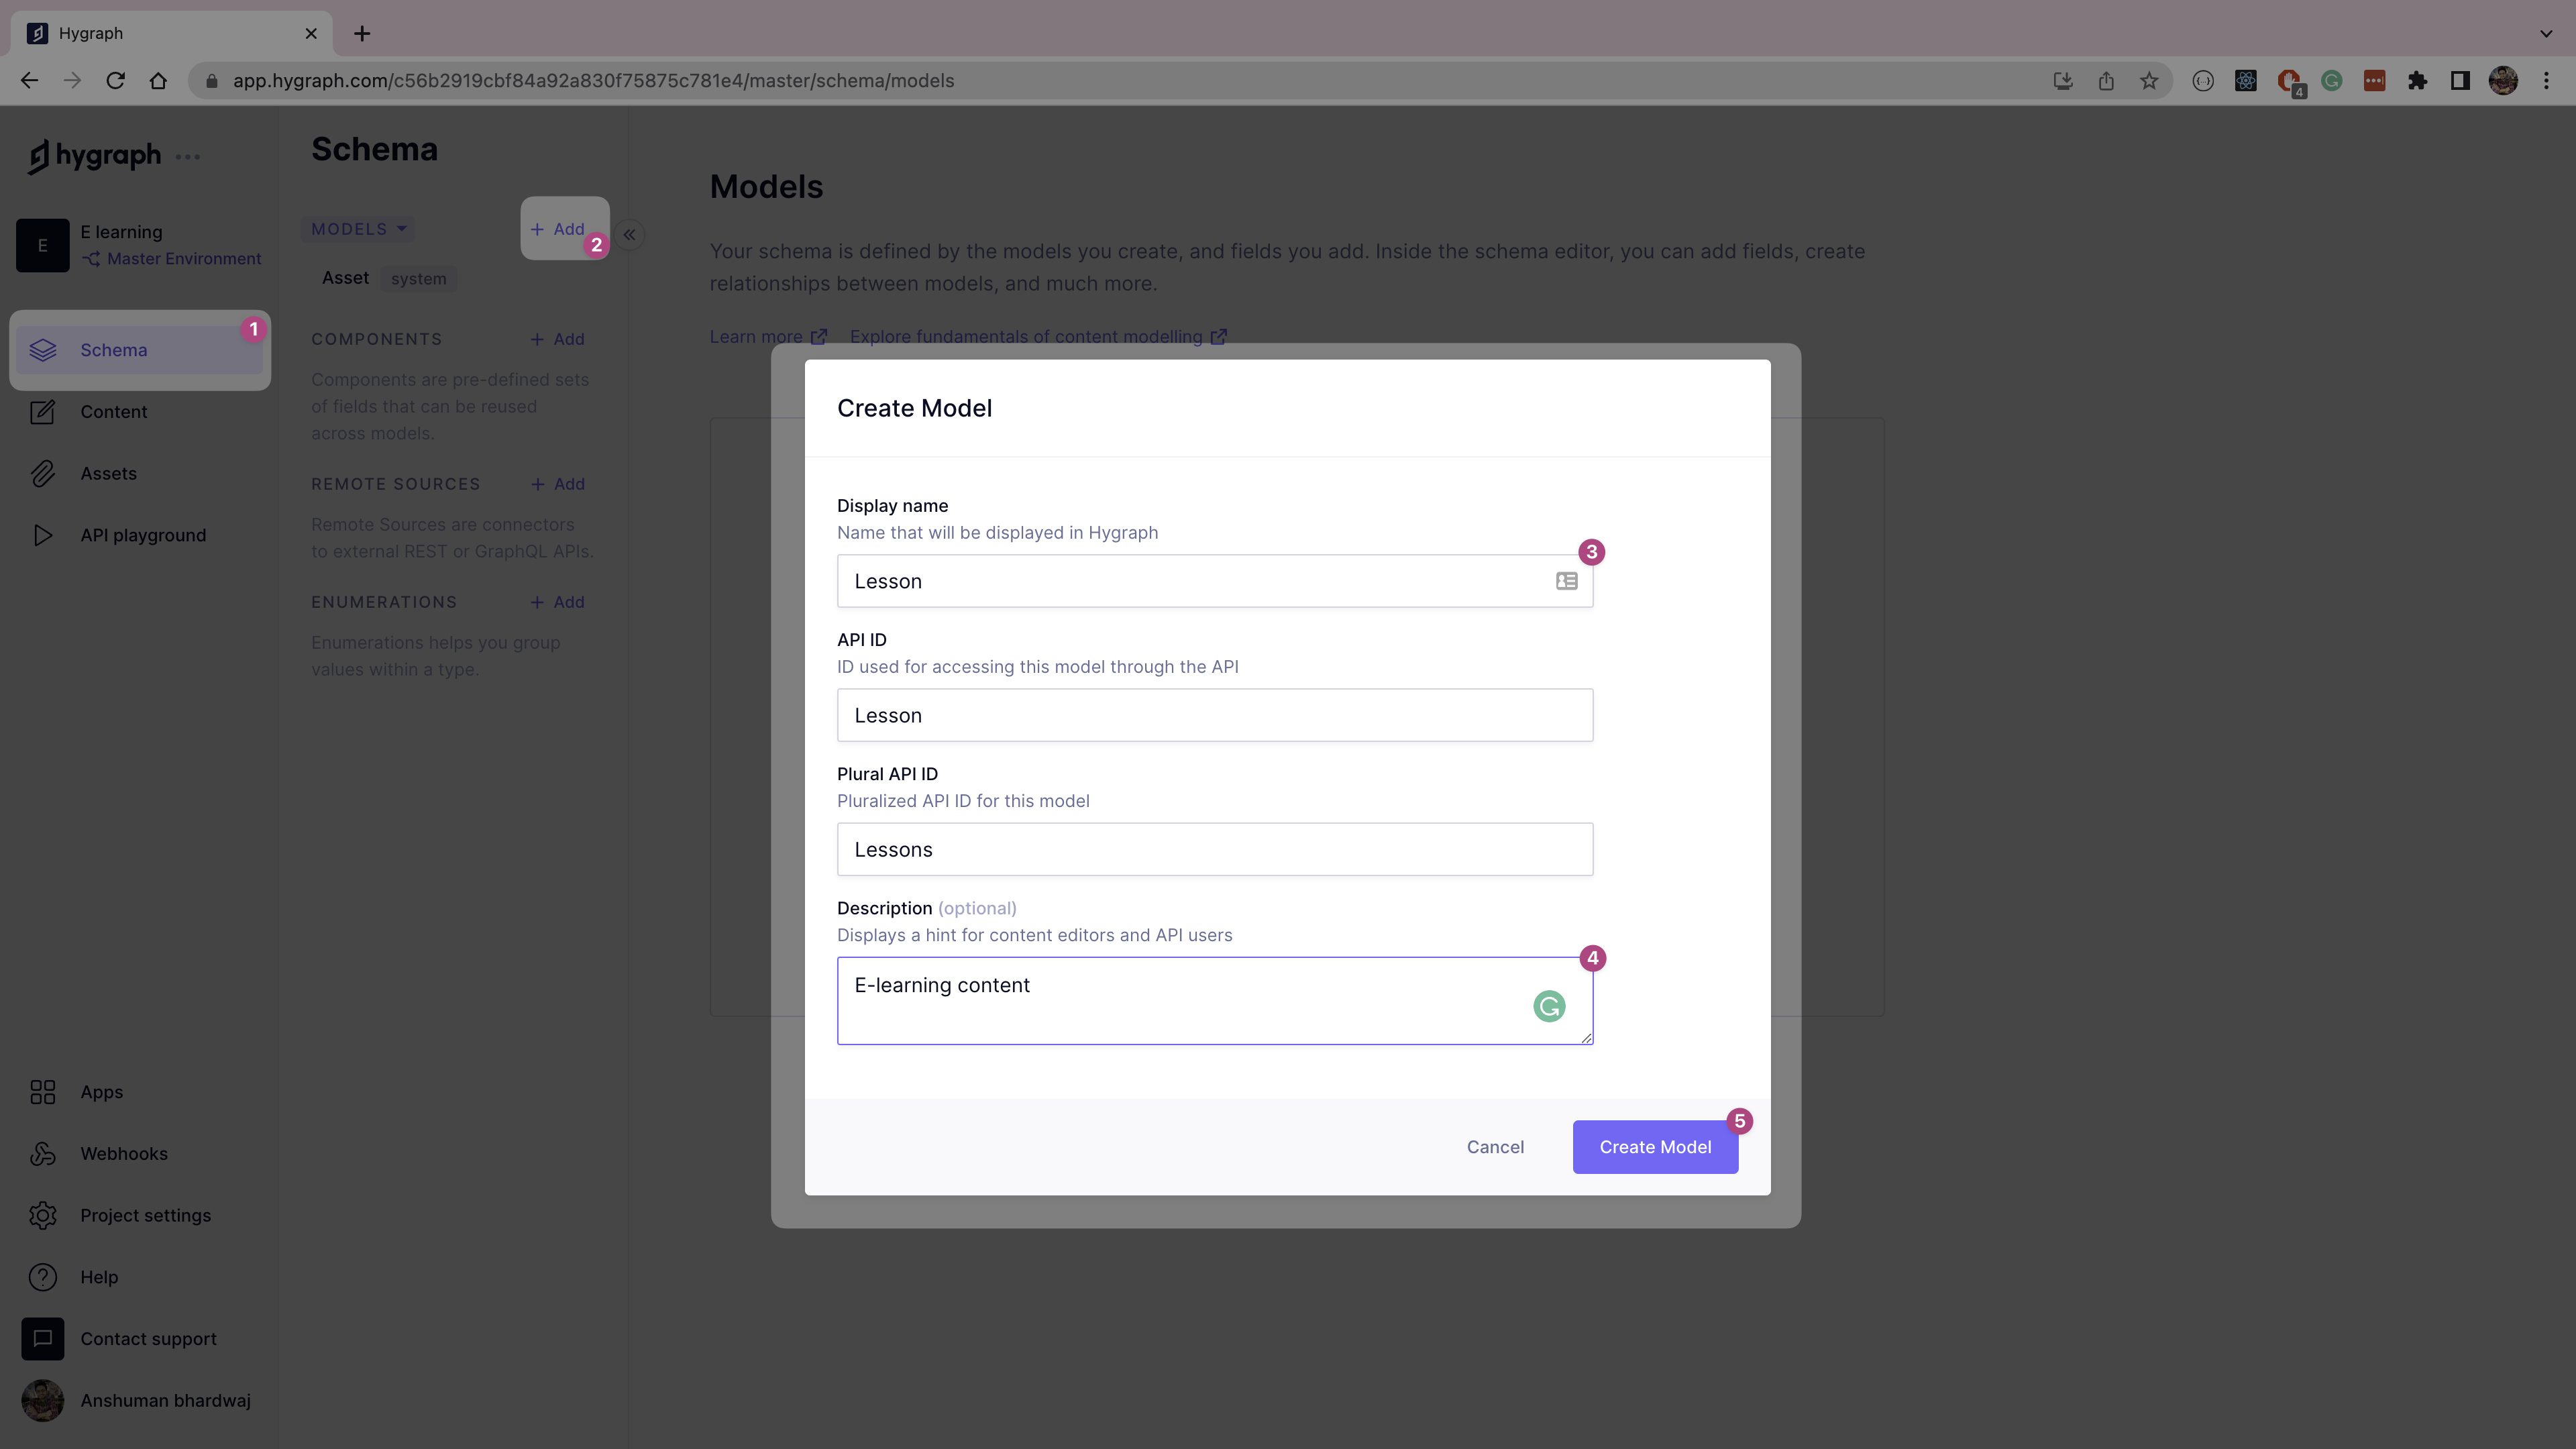 Hygraph
app.hygraph.com/c56b2919cbf84a92a830f75875c781e4/master/schema/models
4
hygraph
E
E learning
Master Environment
1
Schema
Content
Assets
API playground
Apps
Webhooks
Project settings
Help
Contact support
Anshuman bhardwaj
Schema
MODELS
+ Add
2
Asset system
COMPONENTS + Add
Components are pre-defined sets
of fields that can be reused
across models.
REMOTE SOURCES + Add
Remote Sources are connectors
to external REST or GraphQL APIs.
ENUMERATIONS + Add
Enumerations helps you group
values within a type.
Models
Your schema is defined by the models you create, and fields you add. Inside the schema editor, you can add fields, create
relationships between models, and much more.
Learn more Explore fundamentals of content modelling
Create Model
Display name
Name that will be displayed in Hygraph
3
Lesson
API ID
ID used for accessing this model through the API
Lesson
Plural API ID
Pluralized API ID for this model
Lessons
Description (optional)
Displays a hint for content editors and API users
4
E-learning content
5
Cancel Create Model